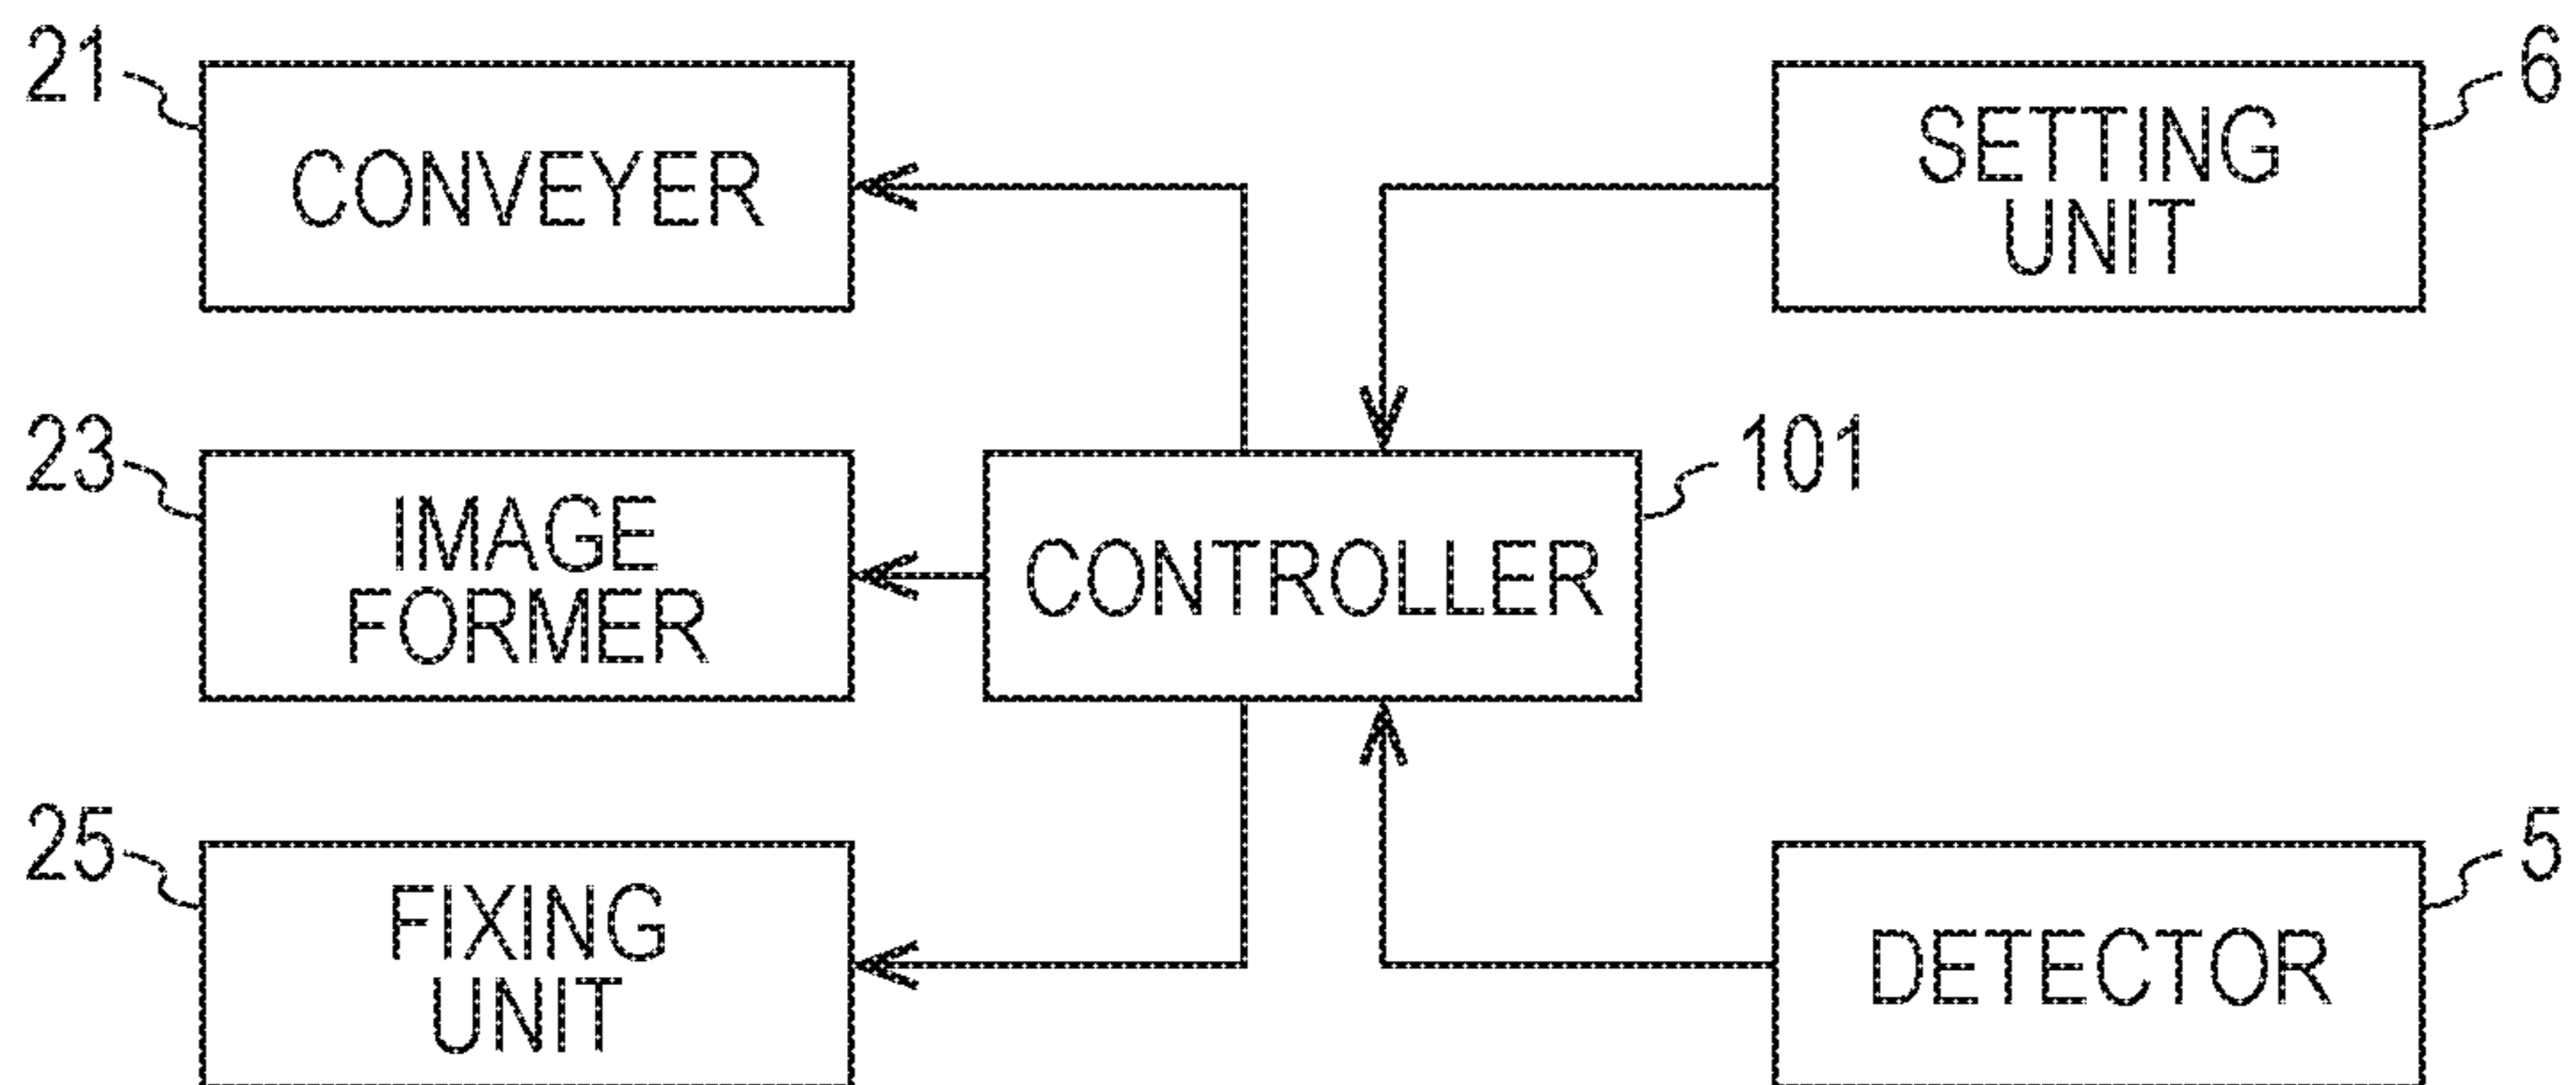 21
CONVEYER
SETTING
UNIT
6
23
IMAGE
FORMER
CONTROLLER
101
25
FIXING
UNIT
DETECTOR
5